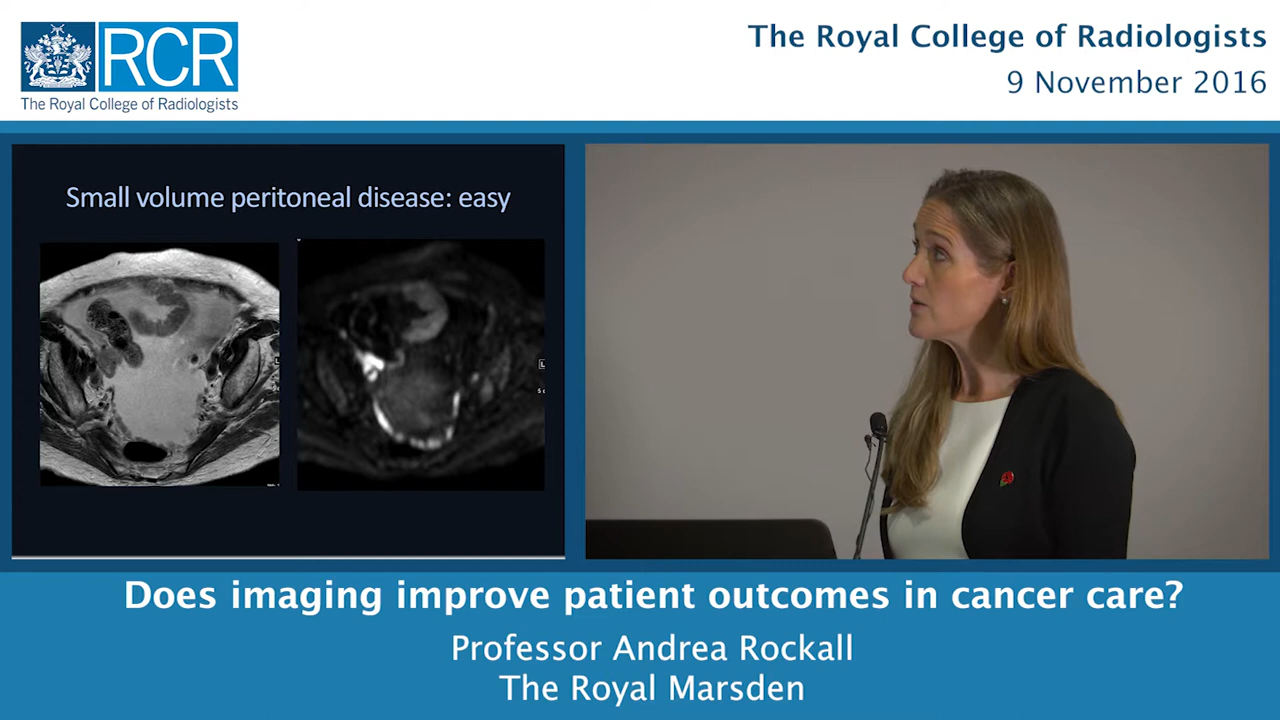 RCR
The Royal College of Radiologists
The Royal College of Radiologists
9 November 2016
Small volume peritoneal disease: easy
L
Does imaging improve patient outcomes in cancer care?
Professor Andrea Rockall
The Royal Marsden